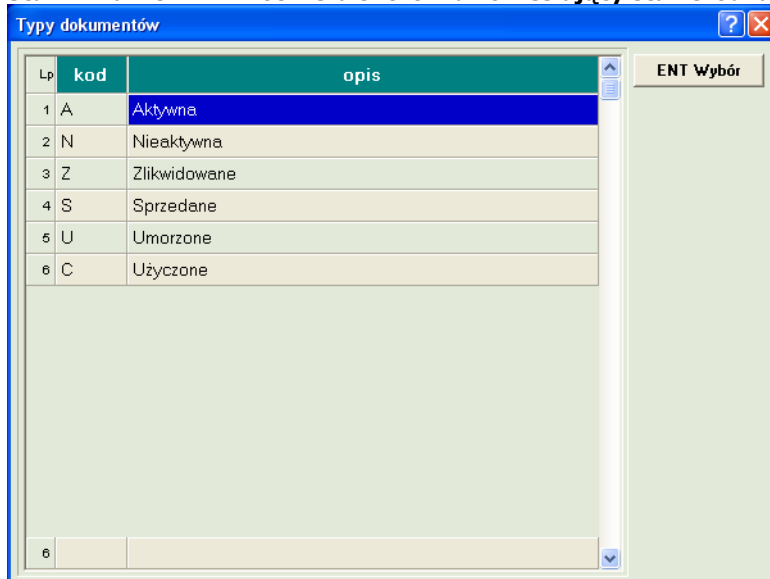 Typy dokumentów
Lp kod opis ENT Wybór
1 A Aktywna
2 N Nieaktywna
3 Z Zlikwidowane
4 S Sprzedane
5 U Umorzone
6 C Użyczone
6